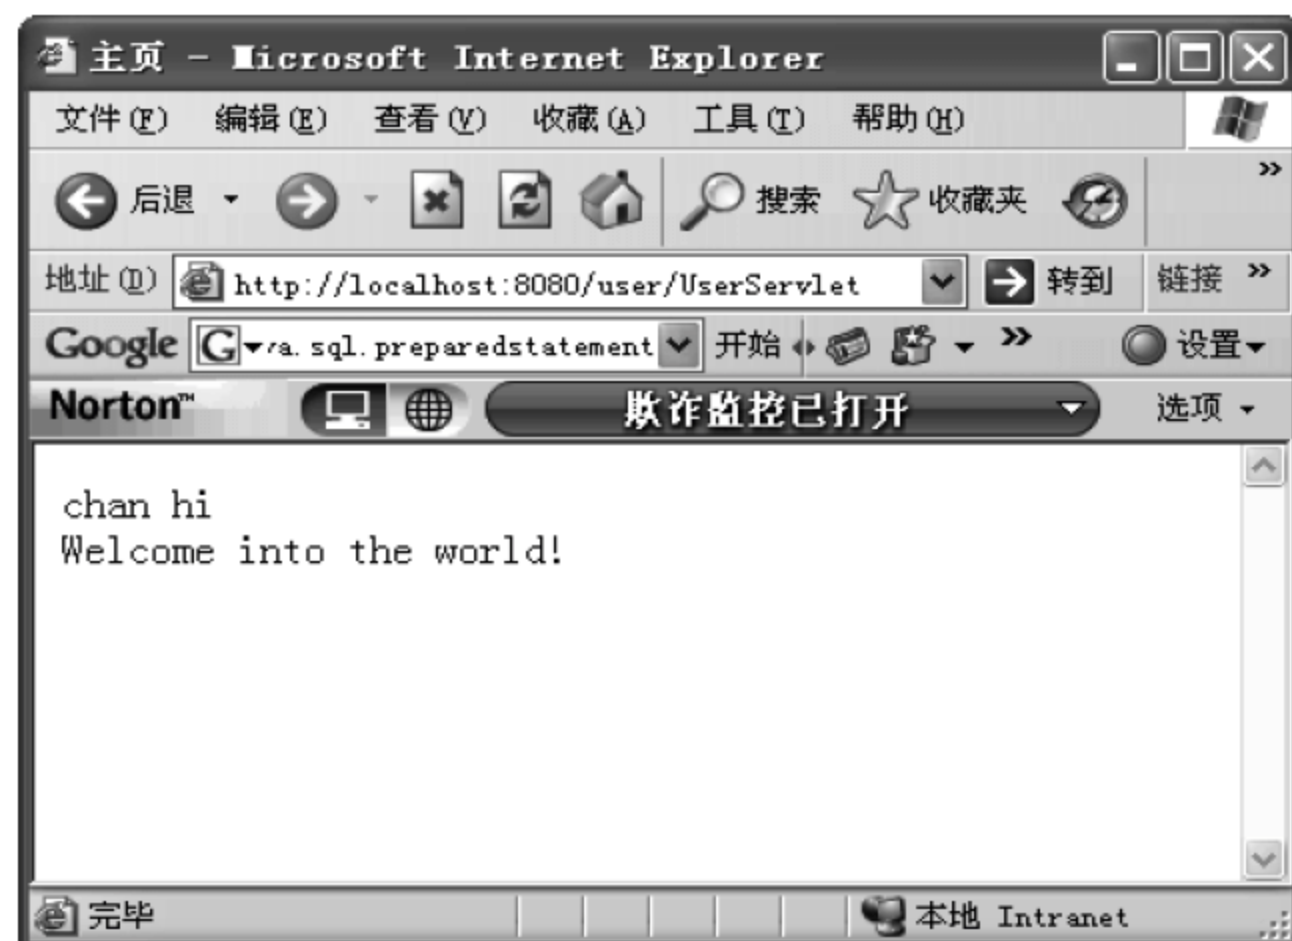 主页 - Microsoft Internet Explorer
文件(F) 编辑(E) 查看(V) 收藏(A) 工具(T) 帮助(H)
后退 搜索 收藏夹 »
地址(D) http://localhost:8080/user/UserServlet 转到 链接 »
Google G va.sql.preparedstatement 开始 » 设置
Norton™ 欺诈监控已打开 选项
chan hi
Welcome into the world!
完毕 本地 Intranet